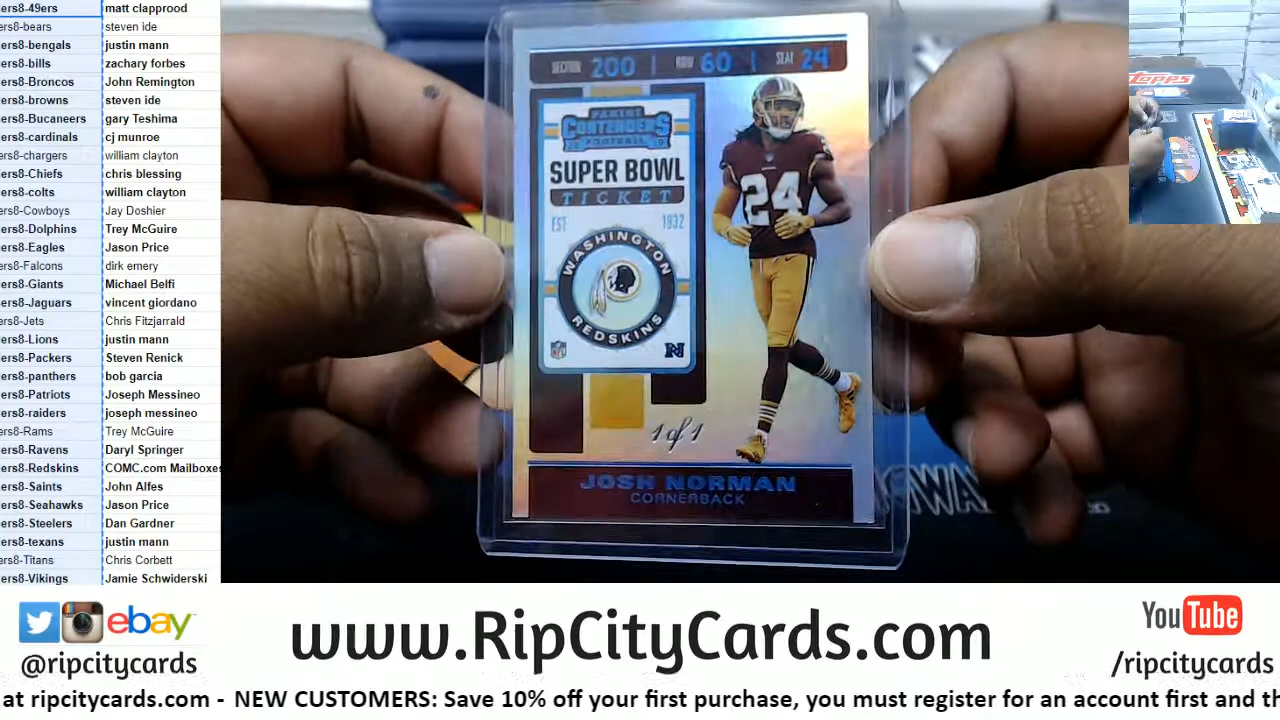 ers8-49ers matt clapprood
ers8-bears steven ide
ers8-bengals justin mann
ers8-bills zachary forbes
ers8-Broncos John Remington
ers8-browns steven ide
ers8-Bucaneers gary Teshima
ers8-cardinals cj munroe
ers8-chargers william clayton
ers8-Chiefs chris blessing
ers8-colts william clayton
ers8-Cowboys Jay Doshier
ers8-Dolphins Trey McGuire
ers8-Eagles Jason Price
ers8-Falcons dirk emery
ers8-Giants Michael Belfi
ers8-Jaguars vincent giordano
ers8-Jets Chris Fitzjarrald
ers8-Lions justin mann
ers8-Packers Steven Renick
ers8-panthers bob garcia
ers8-Patriots Joseph Messineo
ers8-raiders joseph messineo
ers8-Rams Trey McGuire
ers8-Ravens Daryl Springer
ers8-Redskins COMC.com Mailboxes
ers8-Saints John Alfes
ers8-Seahawks Jason Price
ers8-Steelers Dan Gardner
ers8-texans justin mann
ers8-Titans Chris Corbett
ers8-Vikings Jamie Schwiderski
SECTION 200 | ROW 60 | SEAT 24
PANINI
CONTENDERS
FOOTBALL
SUPER BOWL
TICKET
EST 1932
WASHINGTON
REDSKINS
NFL
24
1 of 1
JOSH NORMAN
CORNERBACK
Topps
ebay
@ripcitycards
www.RipCityCards.com
YouTube
/ripcitycards
at ripcitycards.com - NEW CUSTOMERS: Save 10% off your first purchase, you must register for an account first and th